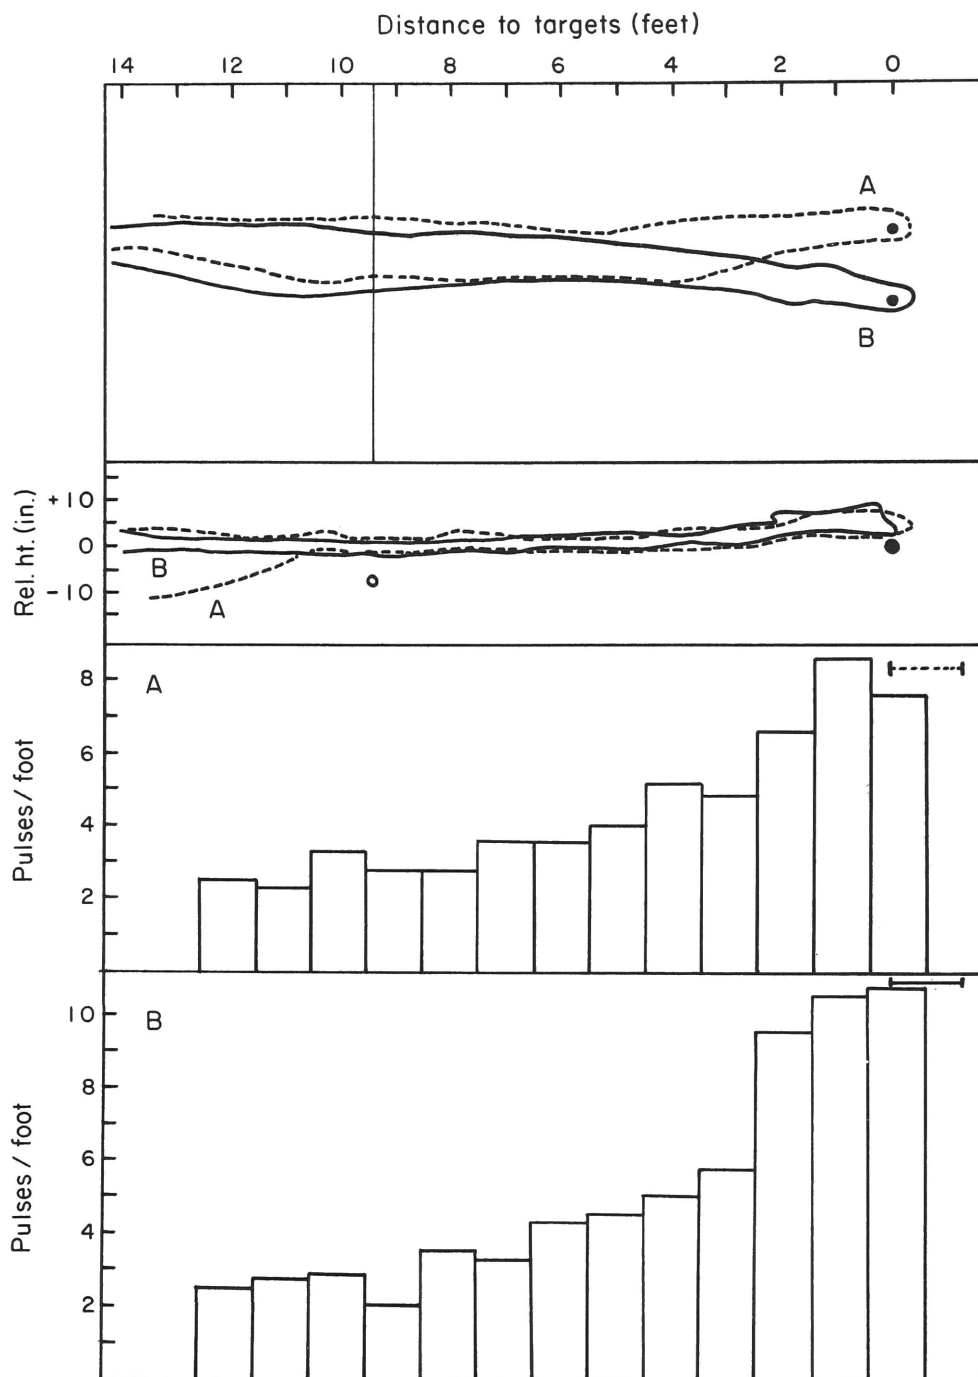 Distance to targets (feet)
14 12 10 8 6 4 2 0
A
B
Rel. ht. (in.)
+10
0
-10
B
A
Pulses/foot
A
8
6
4
2
Pulses/foot
B
10
8
6
4
2